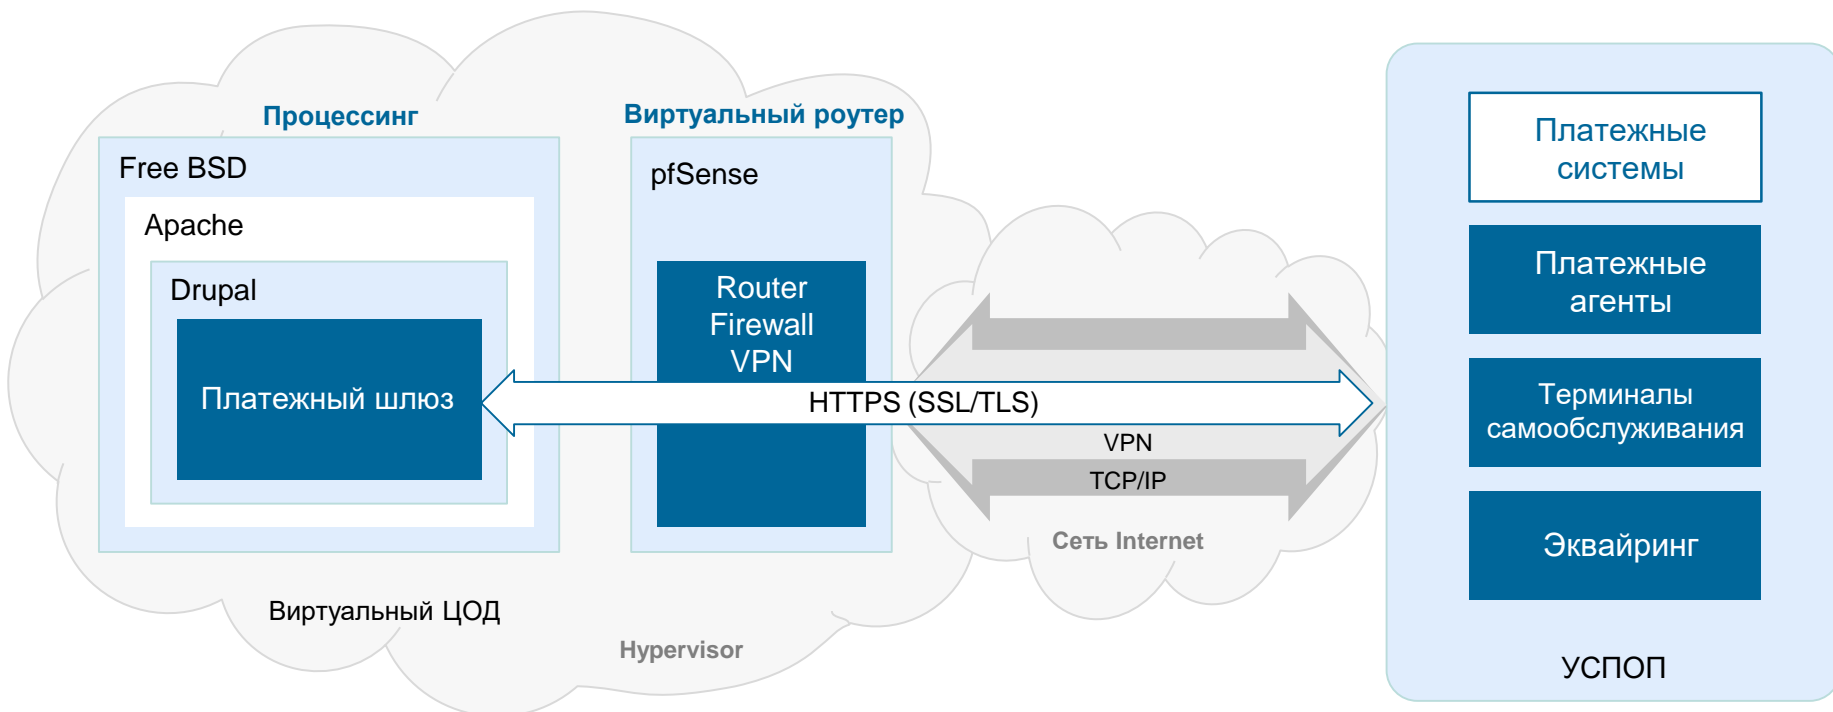 Процессинг
Free BSD
Apache
Drupal
Платежный шлюз
Виртуальный роутер
pfSense
Router
Firewall
VPN
HTTPS (SSL/TLS)
VPN
TCP/IP
Сеть Internet
Виртуальный ЦОД
Hypervisor
Платежные
системы
Платежные
агенты
Терминалы
самообслуживания
Эквайринг
УСПОП